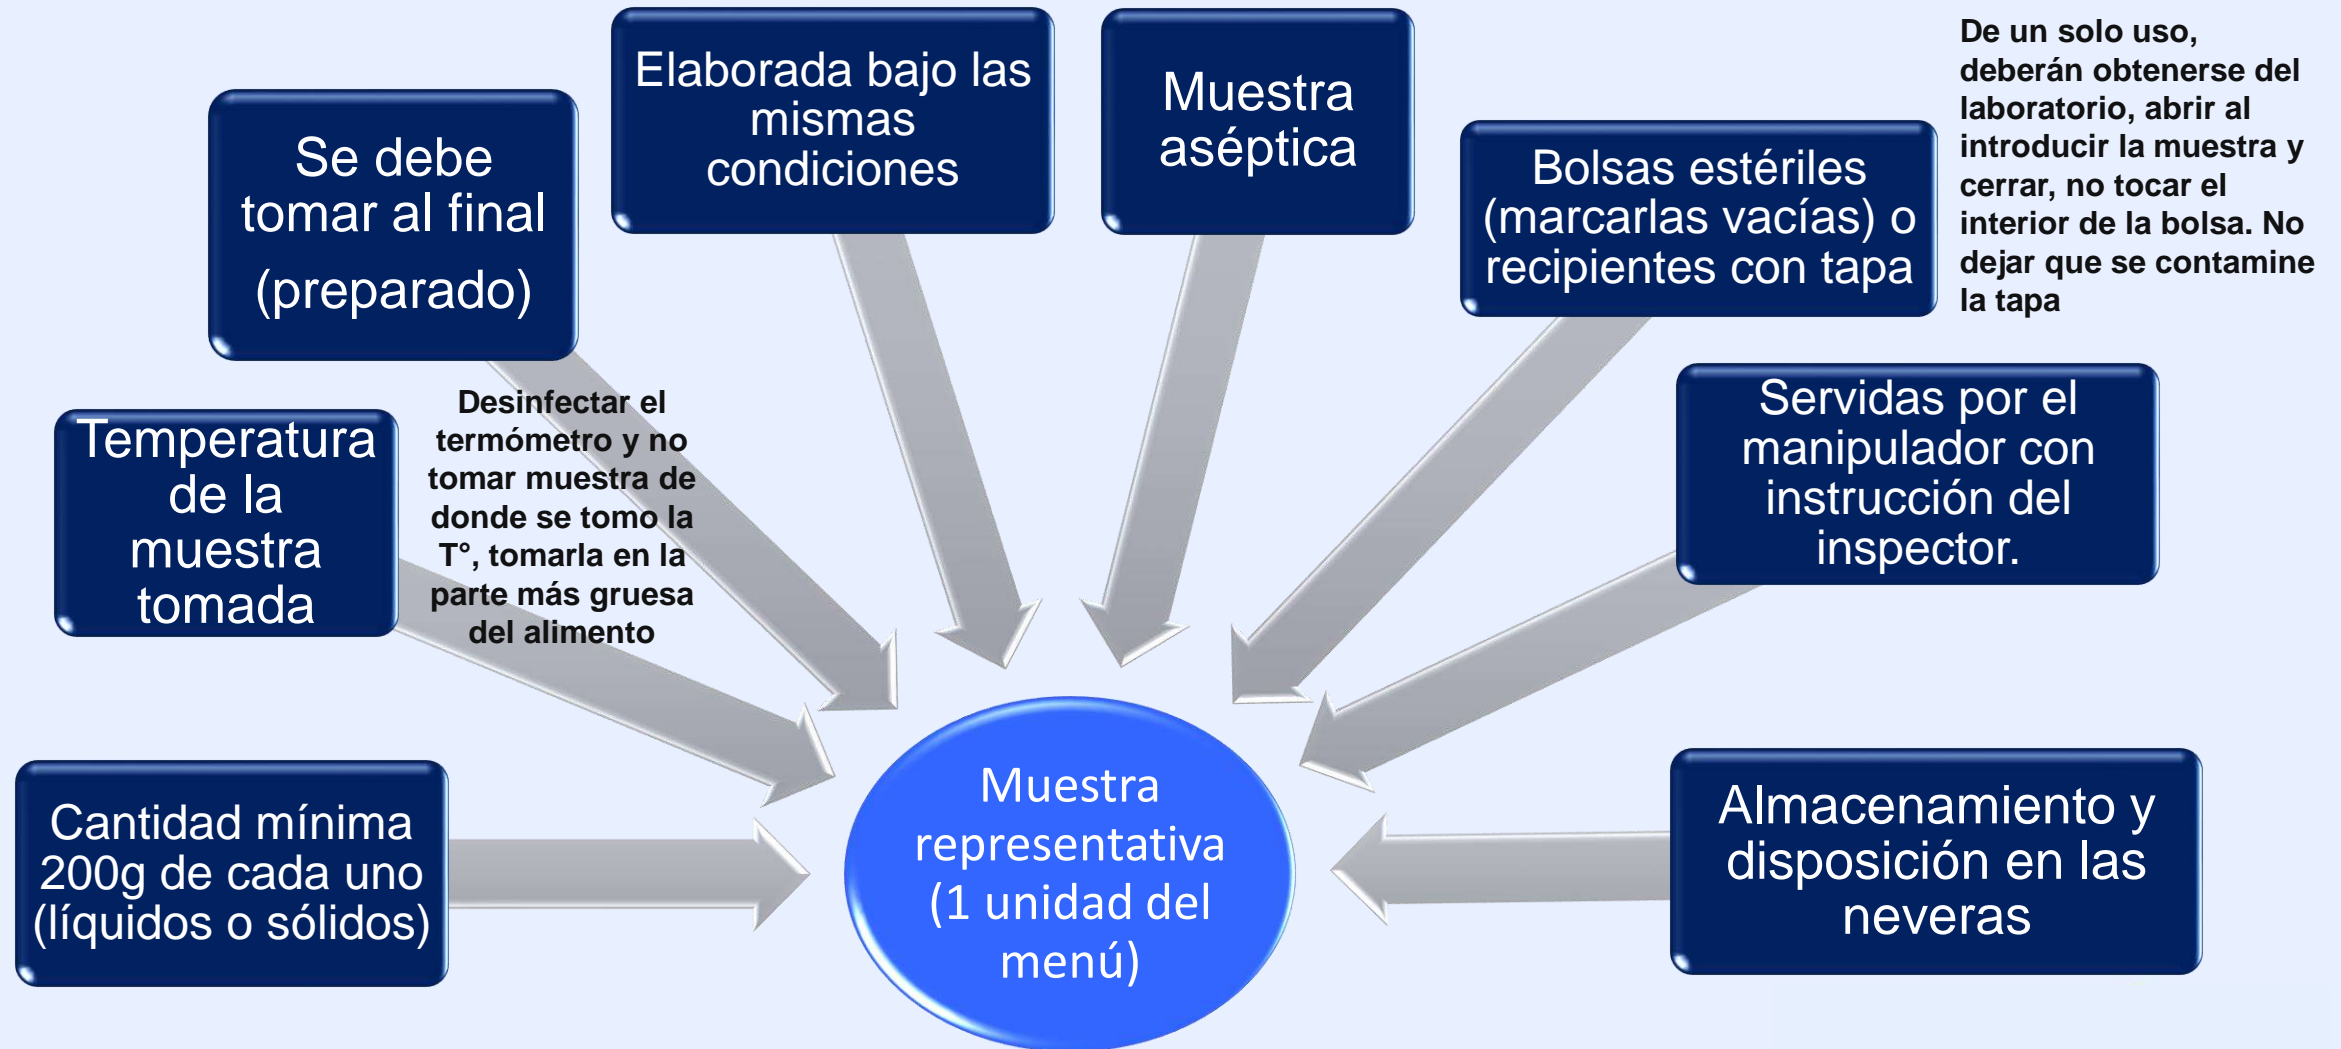 Elaborada bajo las
mismas
condiciones
Muestra
aséptica
De un solo uso,
deberán obtenerse del
laboratorio, abrir al
introducir la muestra y
cerrar, no tocar el
interior de la bolsa. No
dejar que se contamine
la tapa
Se debe
tomar al final
(preparado)
Bolsas estériles
(marcarlas vacías) o
recipientes con tapa
Temperatura
de la
muestra
tomada
Desinfectar el
termómetro y no
tomar muestra de
donde se tomo la
T°, tomarla en la
parte más gruesa
del alimento
Servidas por el
manipulador con
instrucción del
inspector.
Cantidad mínima
200g de cada uno
(líquidos o sólidos)
Muestra
representativa
(1 unidad del
menú)
Almacenamiento y
disposición en las
neveras